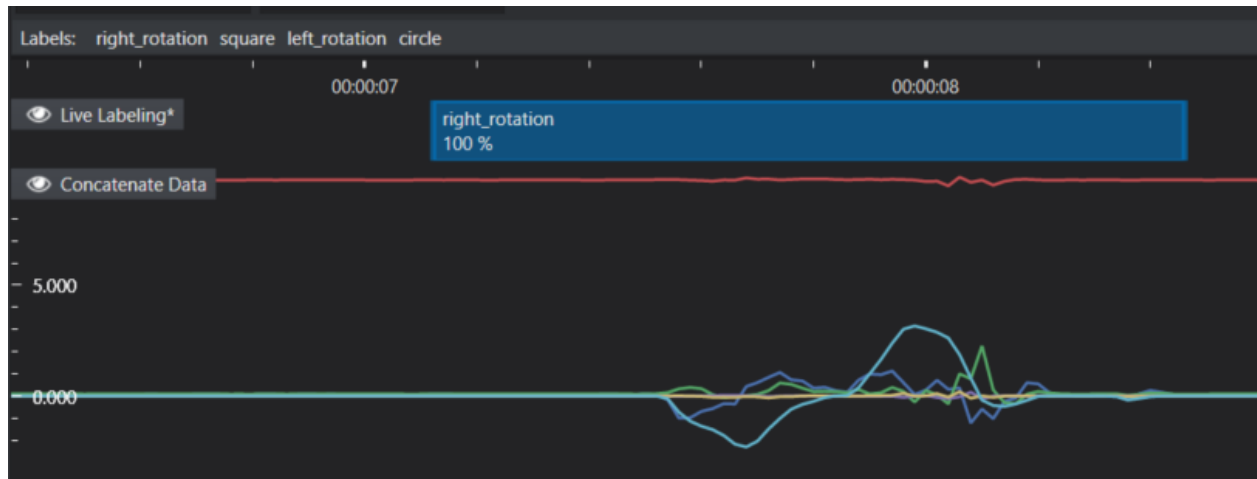 Labels: right_rotation square left_rotation circle
00:00:07 00:00:08
Live Labeling*
right_rotation
100 %
Concatenate Data
5.000
0.000